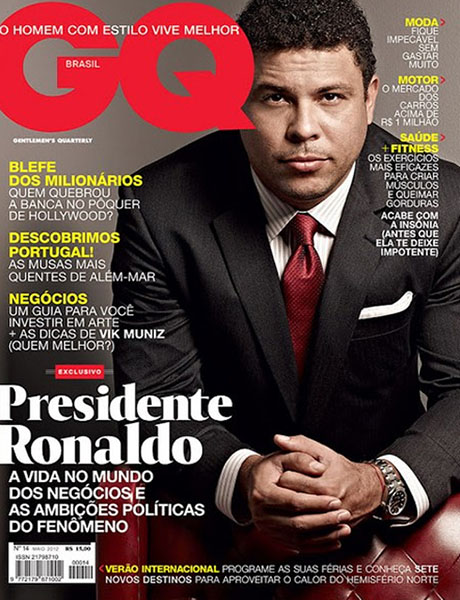 GQ
O HOMEM COM ESTILO VIVE MELHOR
BRASIL
GENTLEMEN'S QUARTERLY
BLEFE
DOS MILIONÁRIOS
QUEM QUEBROU
A BANCA NO PÔQUER
DE HOLLYWOOD?
DESCOBRIMOS
PORTUGAL!
AS MUSAS MAIS
QUENTES DE ALÉM-MAR
NEGÓCIOS
UM GUIA PARA VOCÊ
INVESTIR EM ARTE
+ AS DICAS DE VIK MUNIZ
(QUEM MELHOR?)
MODA
FIQUE
IMPECÁVEL
SEM
GASTAR
MUITO
MOTOR
O MERCADO
DOS
CARROS
ACIMA DE
R$ 1 MILHÃO
SAÚDE
+ FITNESS
OS EXERCÍCIOS
MAIS EFICAZES
PARA CRIAR
MÚSCULOS
E QUEIMAR
GORDURAS
ACABE COM
A INSÔNIA
(ANTES QUE
ELA TE DEIXE
IMPOTENTE)
EXCLUSIVO
Presidente
Ronaldo
A VIDA NO MUNDO
DOS NEGÓCIOS E
AS AMBIÇÕES POLÍTICAS
DO FENÔMENO
Nº 14 MAIO 2012 R$ 15,00
ISSN 21798710
00014
9 772179 871002
VERÃO INTERNACIONAL PROGRAME AS SUAS FÉRIAS E CONHEÇA SETE
NOVOS DESTINOS PARA APROVEITAR O CALOR DO HEMISFÉRIO NORTE